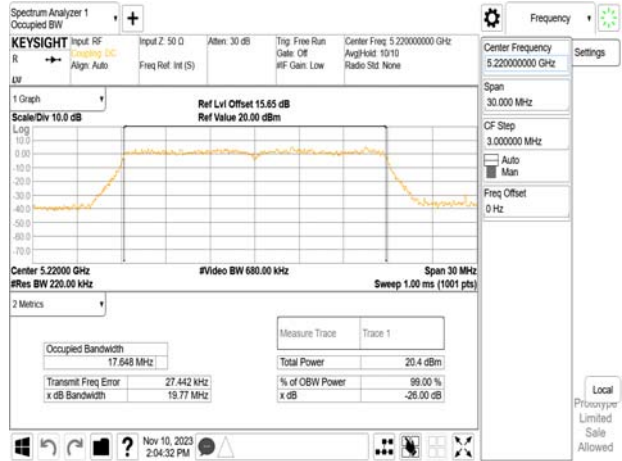 Spectrum Analyzer 1
Occupied BW
+
Frequency
KEYSIGHT
R
Input: RF
Coupling: DC
Align: Auto
Input Z: 50 Ω
Freq Ref: Int (S)
Atten: 30 dB
Trig: Free Run
Gate: Off
#IF Gain: Low
Center Freq: 5.220000000 GHz
Avg|Hold: 10/10
Radio Std: None
Center Frequency
5.220000000 GHz
Settings
Span
30.000 MHz
CF Step
3.000000 MHz
Auto
Man
Freq Offset
0 Hz
1 Graph
Scale/Div 10.0 dB
Ref Lvl Offset 15.65 dB
Ref Value 20.00 dBm
Log
10.0
0.00
-10.0
-20.0
-30.0
-40.0
-50.0
-60.0
-70.0
Center 5.22000 GHz
#Res BW 220.00 kHz
#Video BW 680.00 kHz
Span 30 MHz
Sweep 1.00 ms (1001 pts)
2 Metrics
Measure Trace
Trace 1
Occupied Bandwidth
17.648 MHz
Total Power
20.4 dBm
Transmit Freq Error
27.442 kHz
% of OBW Power
99.00 %
x dB Bandwidth
19.77 MHz
x dB
-26.00 dB
Local
Prototype
Limited
Sale
Allowed
?
Nov 10, 2023
2:04:32 PM